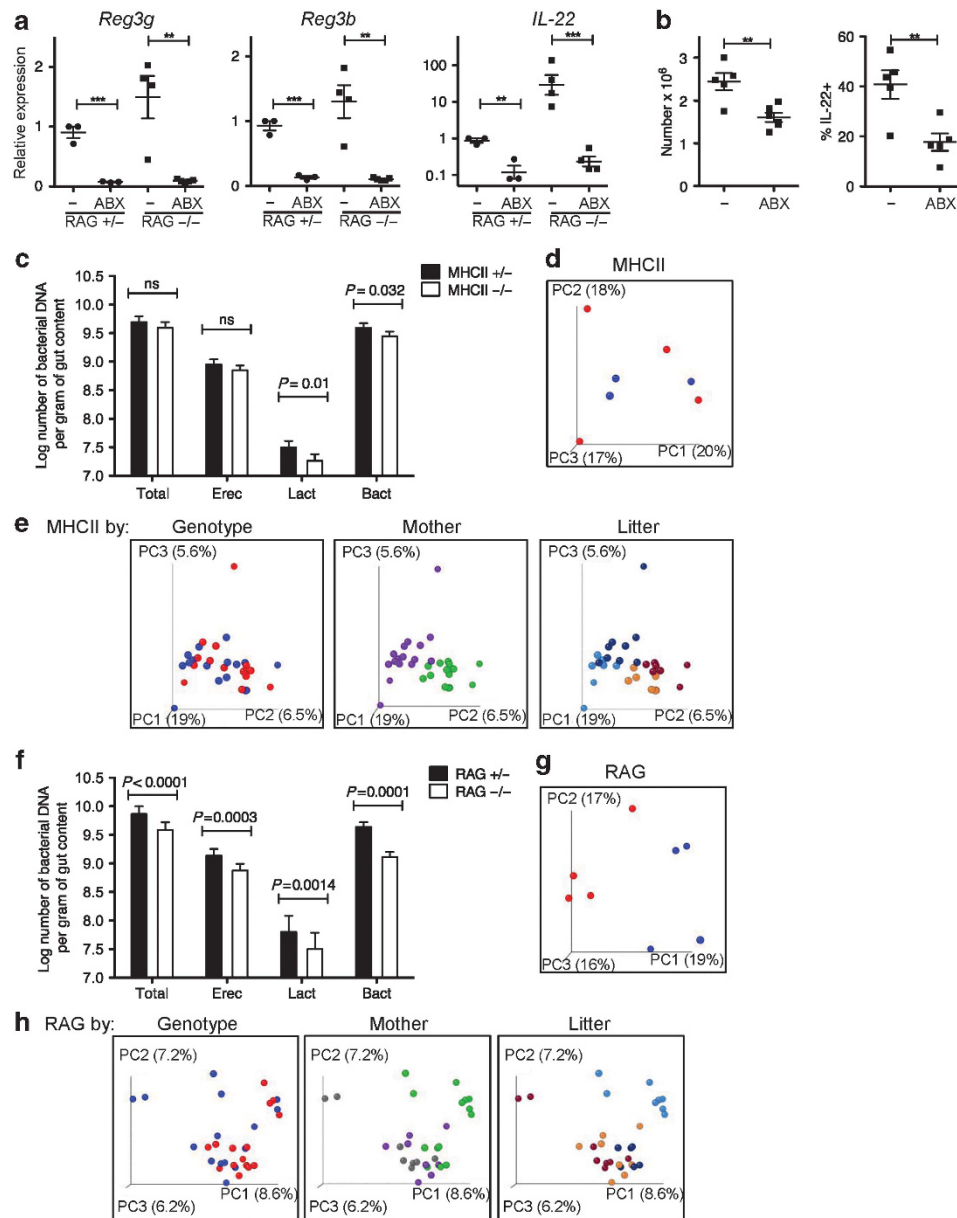 a
Reg3g
Reg3b
IL-22
b
Relative expression
2
1
0
***
**
– ABX – ABX
RAG +/– RAG –/–
2
1
0
***
**
– ABX – ABX
RAG +/– RAG –/–
100
10
1
0.1
**
***
– ABX – ABX
RAG +/– RAG –/–
Number x 10⁶
3
2
1
0
**
– ABX
% IL-22+
60
40
20
0
**
– ABX
c
Log number of bacterial DNA
per gram of gut content
10.5
10.0
9.5
9.0
8.5
8.0
7.5
7.0
MHCII +/–
MHCII –/–
ns
ns
P = 0.01
P = 0.032
Total Erec Lact Bact
d
MHCII
PC2 (18%)
PC3 (17%)
PC1 (20%)
e
MHCII by:
Genotype
Mother
Litter
PC3 (5.6%)
PC1 (19%)
PC2 (6.5%)
PC3 (5.6%)
PC1 (19%)
PC2 (6.5%)
PC3 (5.6%)
PC1 (19%)
PC2 (6.5%)
f
Log number of bacterial DNA
per gram of gut content
10.5
10.0
9.5
9.0
8.5
8.0
7.5
7.0
RAG +/–
RAG –/–
P<0.0001
P=0.0003
P=0.0014
P=0.0001
Total Erec Lact Bact
g
RAG
PC2 (17%)
PC3 (16%)
PC1 (19%)
h
RAG by:
Genotype
Mother
Litter
PC2 (7.2%)
PC3 (6.2%)
PC1 (8.6%)
PC2 (7.2%)
PC3 (6.2%)
PC1 (8.6%)
PC2 (7.2%)
PC3 (6.2%)
PC1 (8.6%)